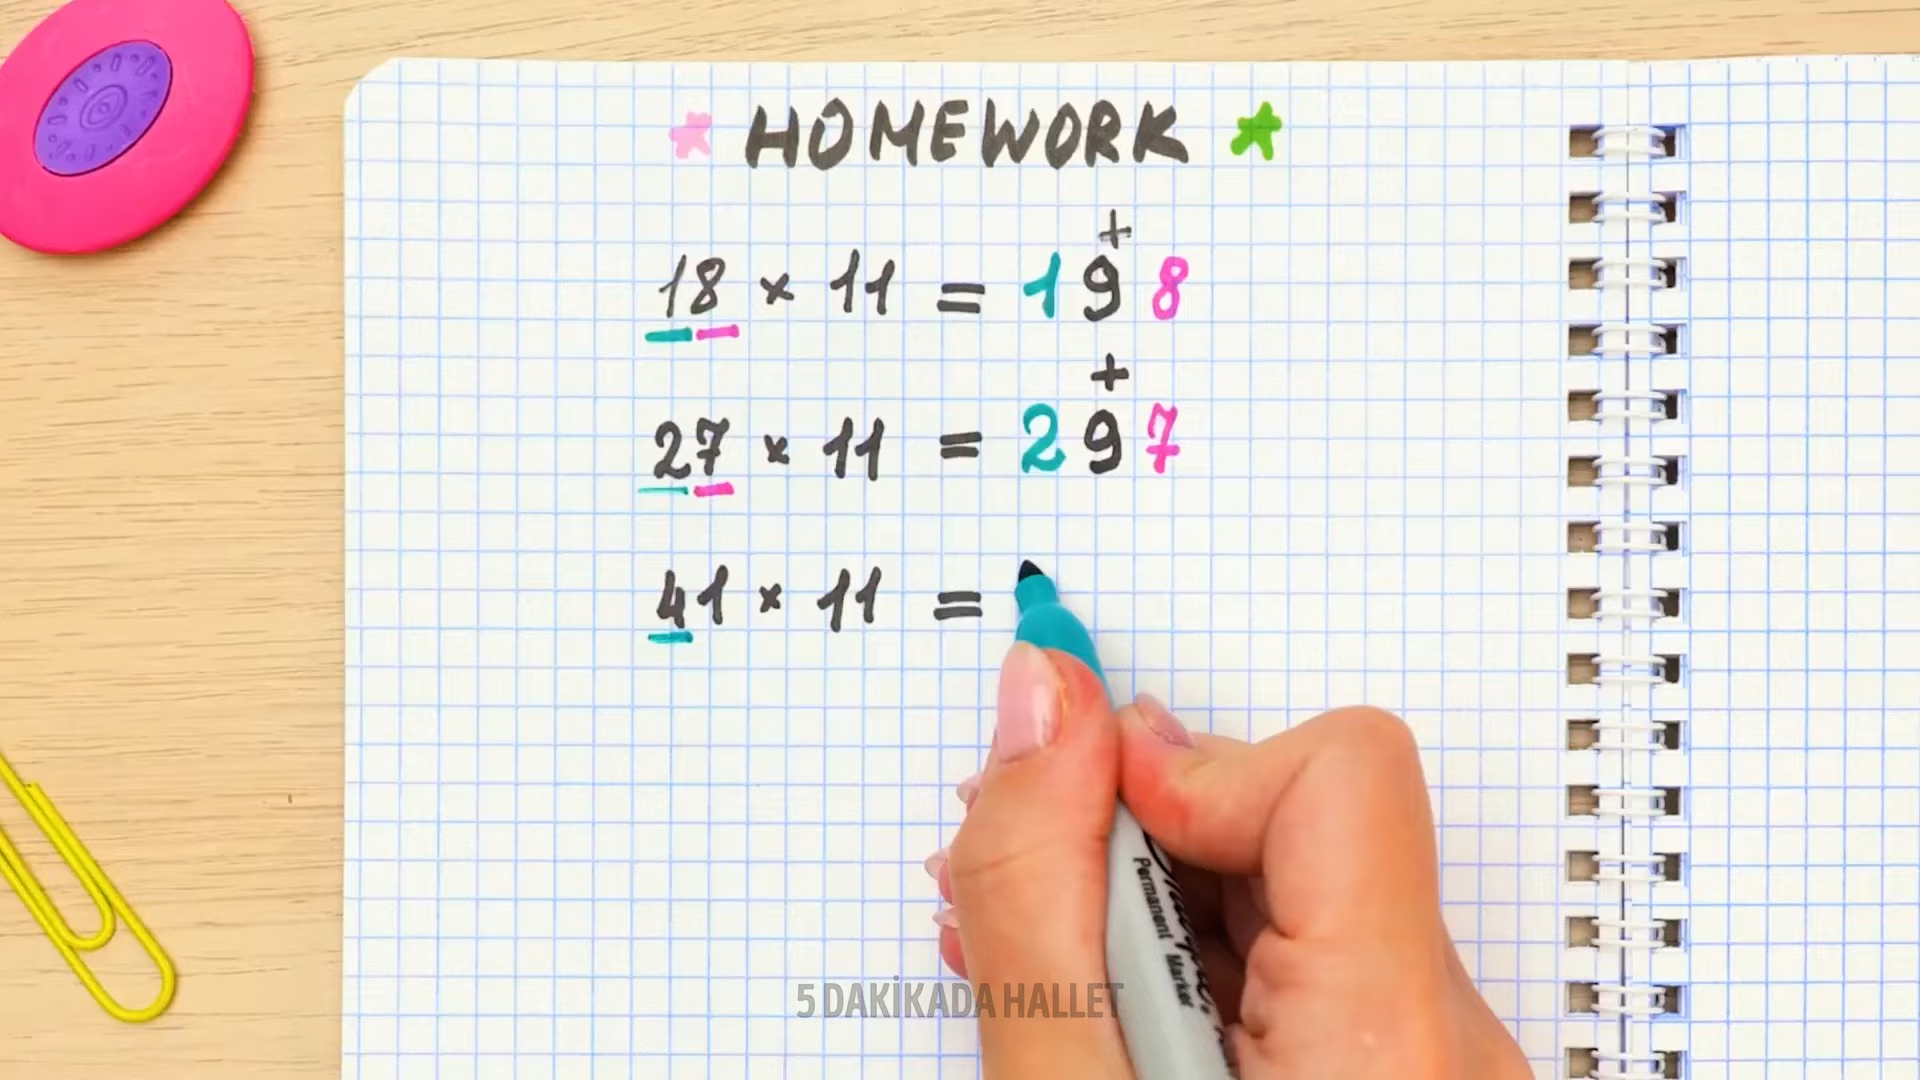 HOMEWORK
+
18 × 11 = 198
+
27 × 11 = 297
41 × 11 =
Permanent Marker
5 DAKİKADA HALLET